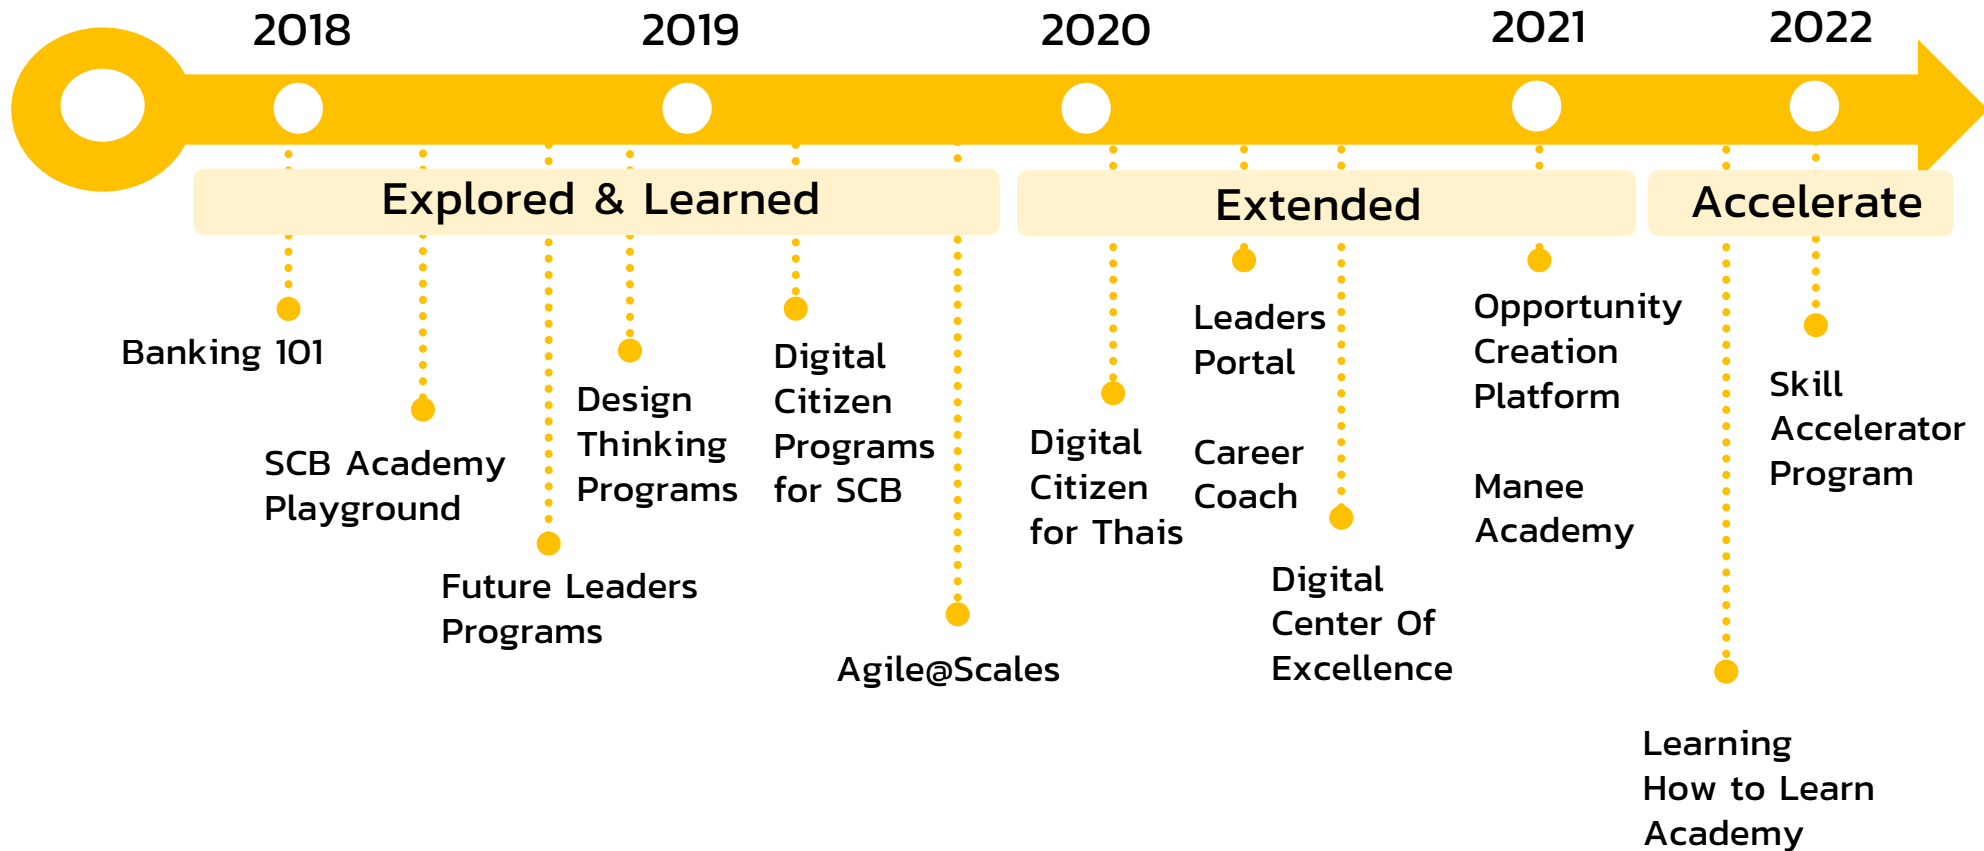 2018
2019
2020
2021
2022
Explored & Learned
Extended
Accelerate
Banking 101
SCB Academy
Playground
Future Leaders
Programs
Design
Thinking
Programs
Digital
Citizen
Programs
for SCB
Agile@Scales
Digital
Citizen
for Thais
Leaders
Portal
Career
Coach
Digital
Center Of
Excellence
Opportunity
Creation
Platform
Manee
Academy
Learning
How to Learn
Academy
Skill
Accelerator
Program